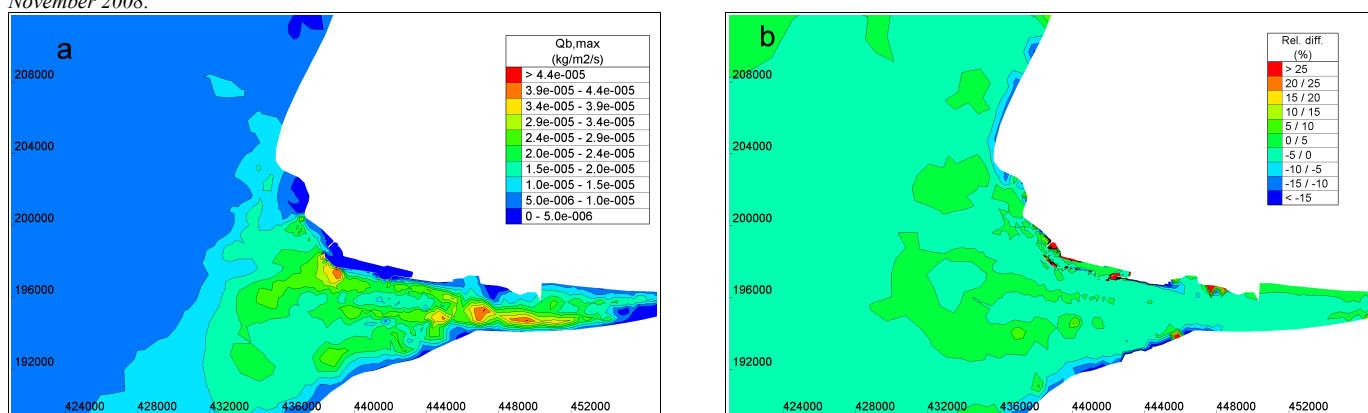 November 2008.
a
Qb,max
(kg/m2/s)
> 4.4e-005
3.9e-005 - 4.4e-005
3.4e-005 - 3.9e-005
2.9e-005 - 3.4e-005
2.4e-005 - 2.9e-005
2.0e-005 - 2.4e-005
1.5e-005 - 2.0e-005
1.0e-005 - 1.5e-005
5.0e-006 - 1.0e-005
0 - 5.0e-006
208000
204000
200000
196000
192000
424000 428000 432000 436000 440000 444000 448000 452000
b
Rel. diff.
(%)
> 25
20 / 25
15 / 20
10 / 15
5 / 10
0 / 5
-5 / 0
-10 / -5
-15 / -10
< -15
208000
204000
200000
196000
192000
424000 428000 432000 436000 440000 444000 448000 452000